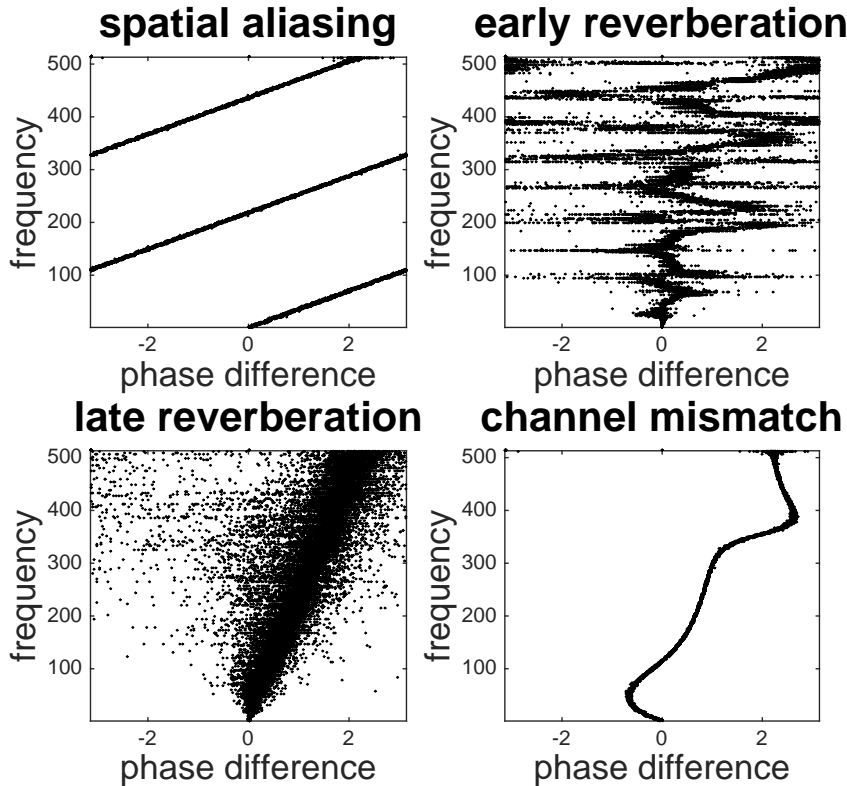 spatial aliasing
500
400
300
200
100
-2 0 2
frequency
phase difference
early reverberation
500
400
300
200
100
-2 0 2
frequency
phase difference
late reverberation
500
400
300
200
100
-2 0 2
frequency
phase difference
channel mismatch
500
400
300
200
100
-2 0 2
frequency
phase difference